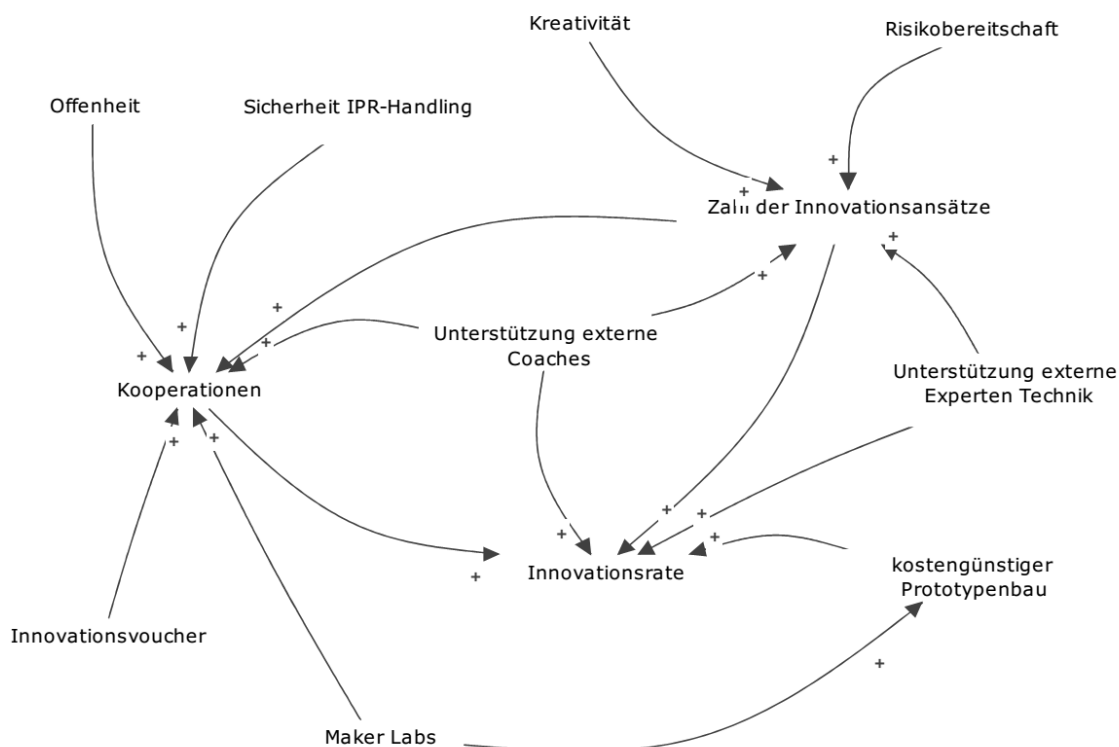 Kreativität
Risikobereitschaft
Offenheit
Sicherheit IPR-Handling
+
+
Zahl der Innovationsansätze
+
+
+
+
Unterstützung externe
Coaches
+
+
+
Kooperationen
Unterstützung externe
Experten Technik
+
+
+
+
+
+
+
Innovationsrate
kostengünstiger
Prototypenbau
Innovationsvoucher
+
Maker Labs